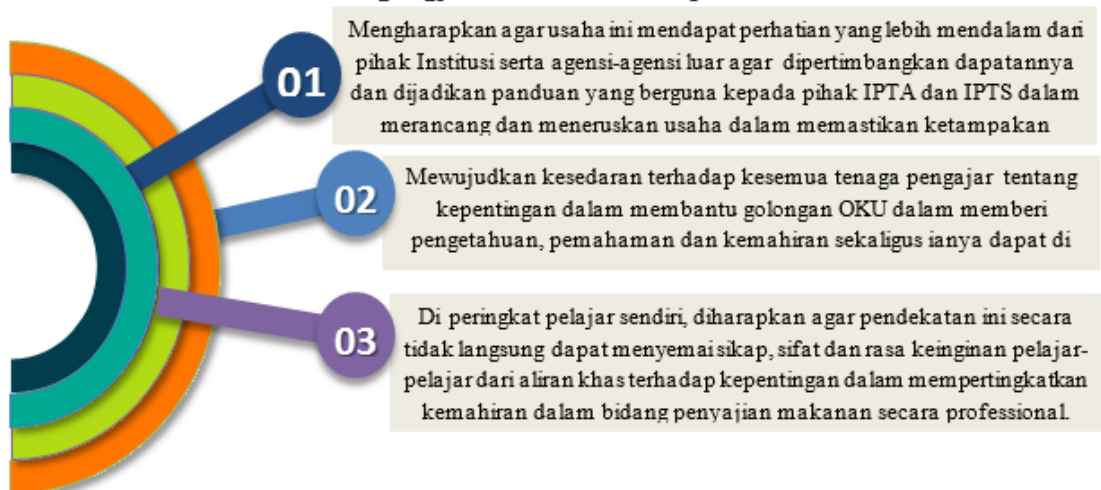 01
Mengharapkan agar usaha ini mendapat perhatian yang lebih mendalam dari
pihak Institusi serta agensi-agensi luar agar dipertimbangkan dapatannya
dan dijadikan panduan yang berguna kepada pihak IPTA dan IPTS dalam
merancang dan meneruskan usaha dalam memastikan ketampakan
02
Mewujudkan kesedaran terhadap kesemua tenaga pengajar tentang
kepentingan dalam membantu golongan OKU dalam memberi
pengetahuan, pemahaman dan kemahiran sekaligus ianya dapat di
03
Di peringkat pelajar sendiri, diharapkan agar pendekatan ini secara
tidak langsung dapat menyemai sikap, sifat dan rasa keinginan pelajar-
pelajar dari aliran khas terhadap kepentingan dalam mempertingkatkan
kemahiran dalam bidang penyajian makanan secara professional.